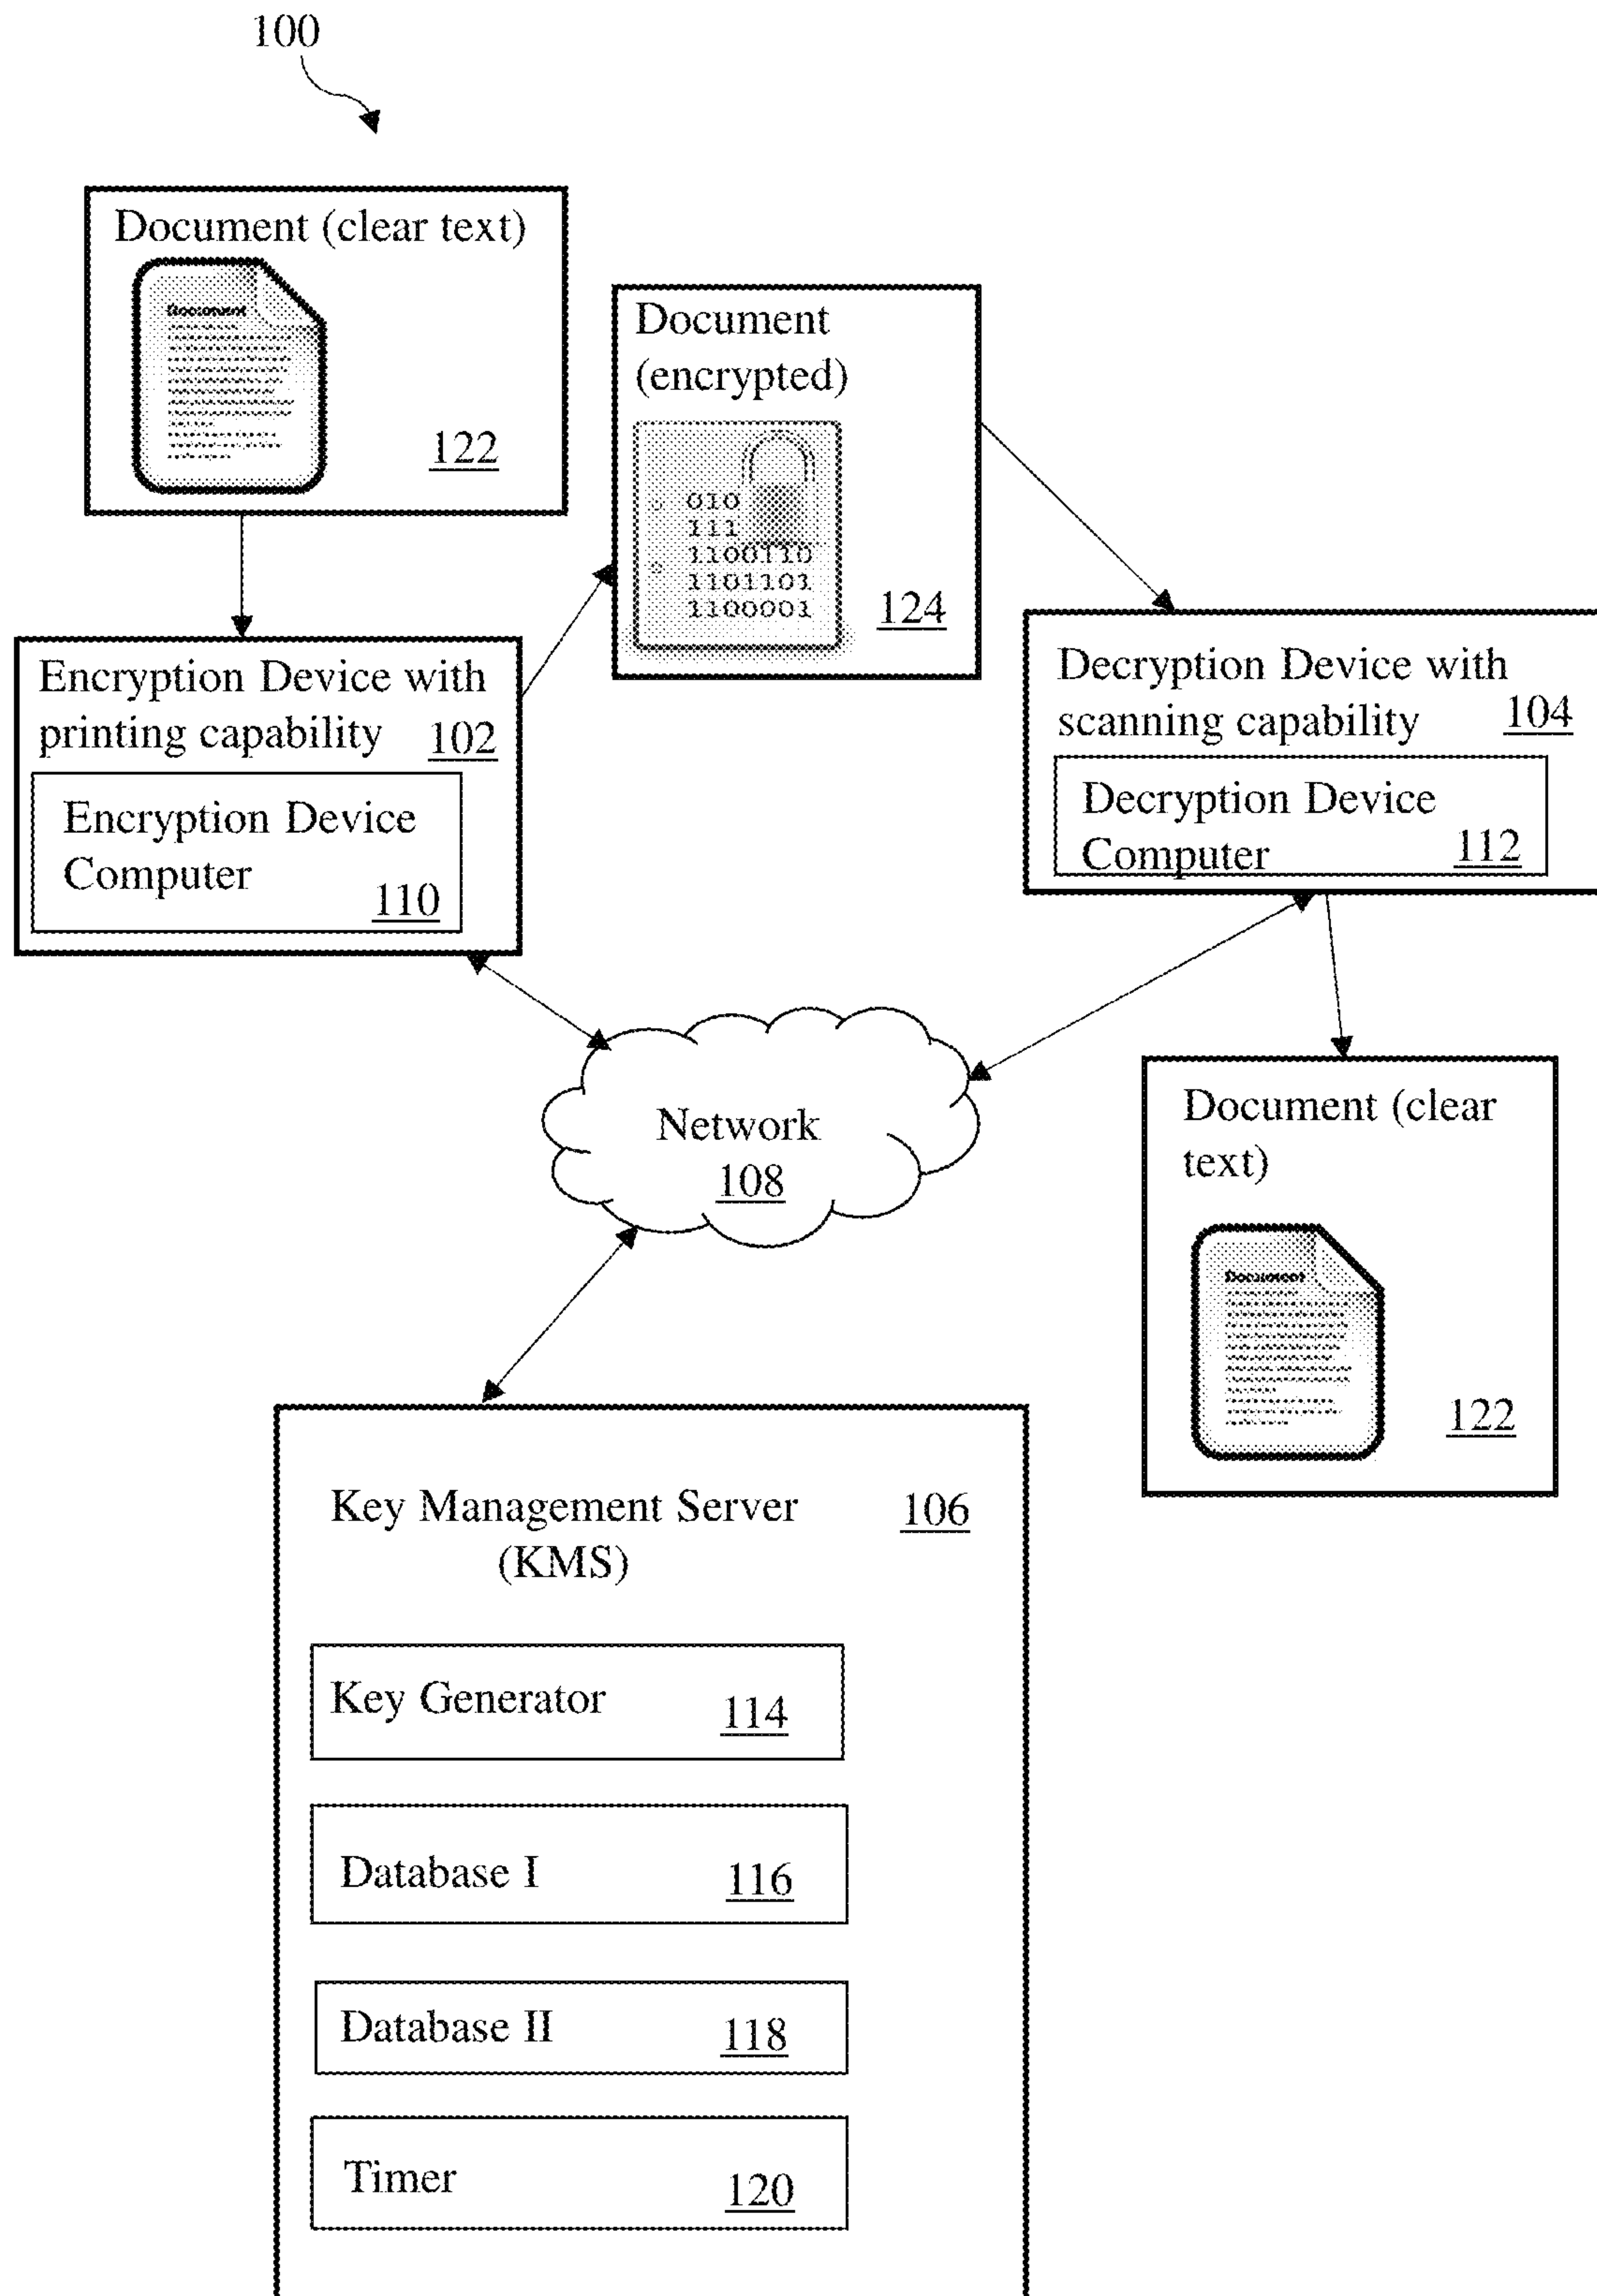 100
Document (clear text)
Document
122
Document
(encrypted)
010
111
1100110
1101101
1100001
124
Encryption Device with
printing capability 102
Encryption Device
Computer
110
Decryption Device with
scanning capability 104
Decryption Device
Computer 112
Network
108
Document (clear
text)
Document
122
Key Management Server 106
(KMS)
Key Generator 114
Database I 116
Database II 118
Timer 120